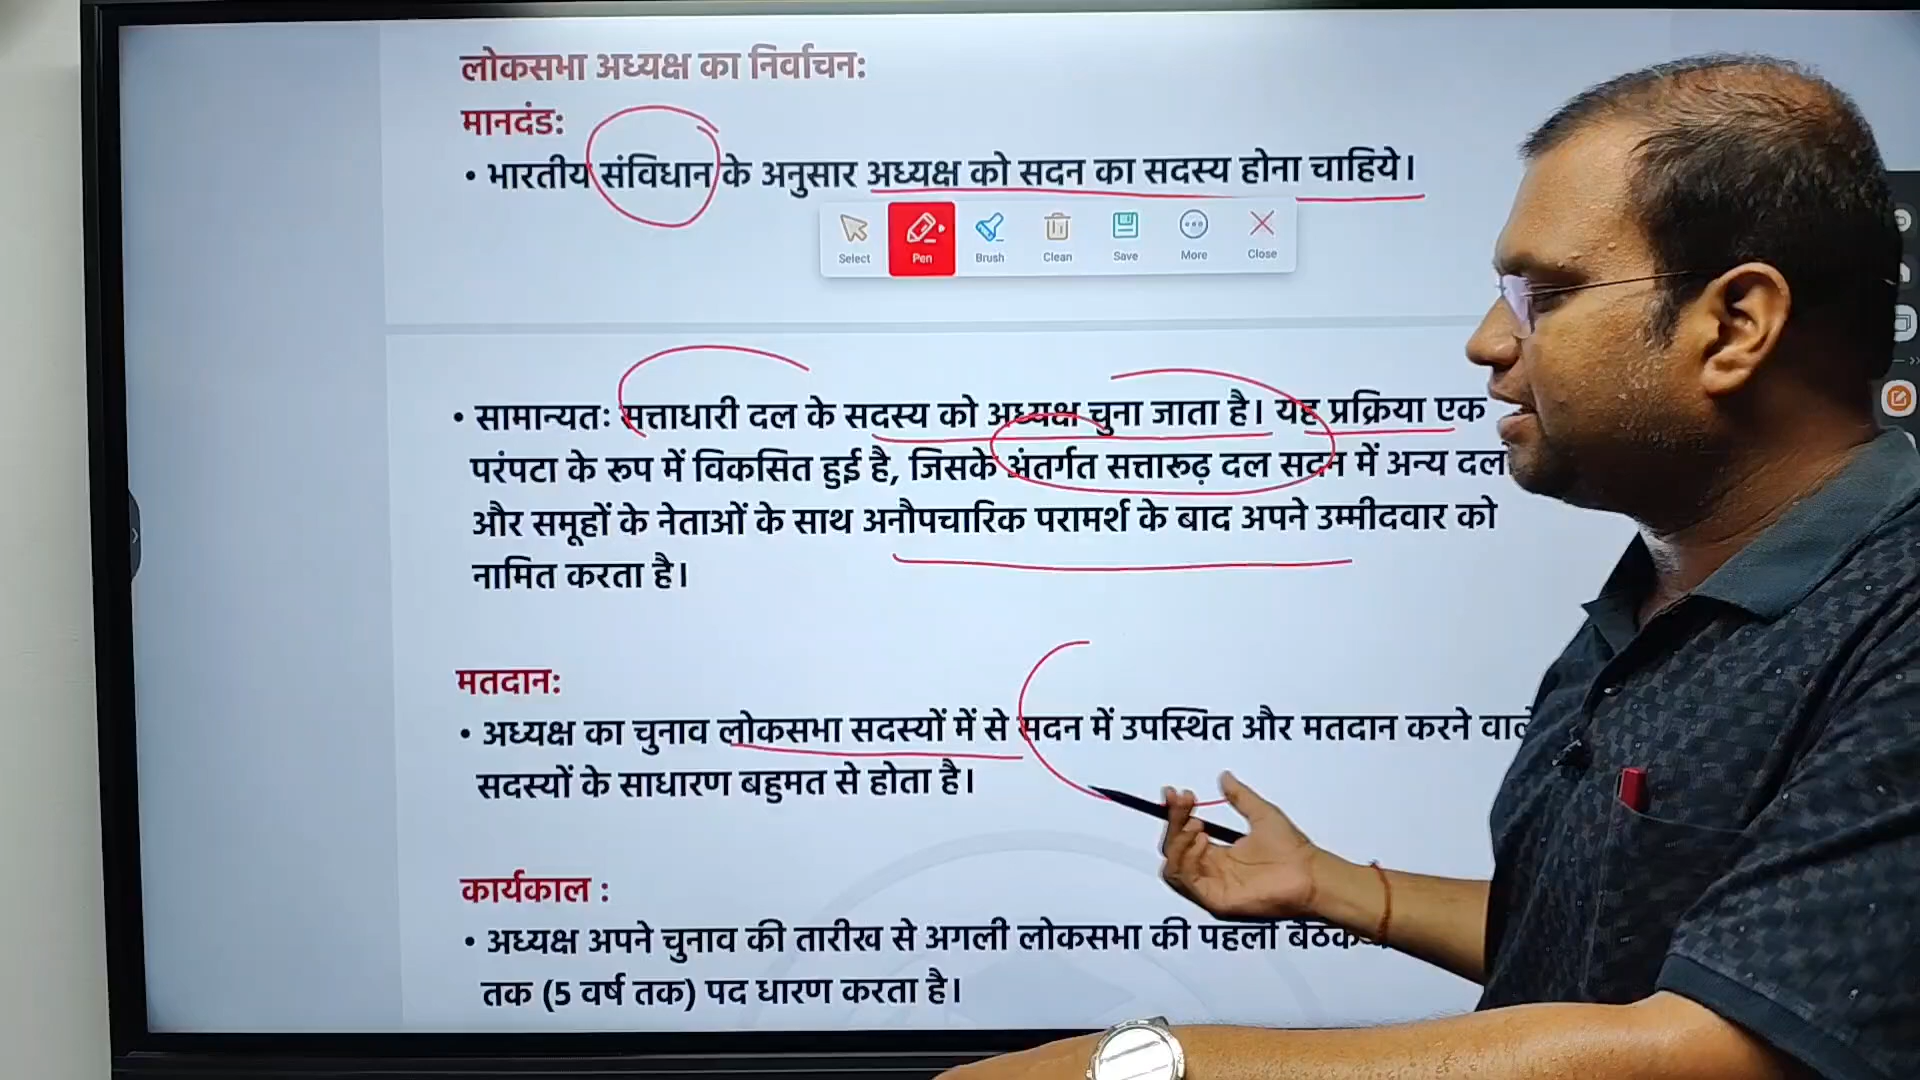 लोकसभा अध्यक्ष का निर्वाचन:
मानदंड:
• भारतीय संविधान के अनुसार अध्यक्ष को सदन का सदस्य होना चाहिये।
Select Pen Brush Clean Save More Close
• सामान्यतः सत्ताधारी दल के सदस्य को अध्यक्ष चुना जाता है। यह प्रक्रिया एक
परंपटा के रूप में विकसित हुई है, जिसके अंतर्गत सत्तारूढ़ दल सदन में अन्य
और समूहों के नेताओं के साथ अनौपचारिक परामर्श के बाद अपने उम्मीदवार को
नामित करता है।
मतदान:
• अध्यक्ष का चुनाव लोकसभा सदस्यों में से सदन में उपस्थित और मतदान करने
सदस्यों के साधारण बहुमत से होता है।
कार्यकाल :
• अध्यक्ष अपने चुनाव की तारीख से अगली लोकसभा की पहली बैठक
तक (5 वर्ष तक) पद धारण करता है।